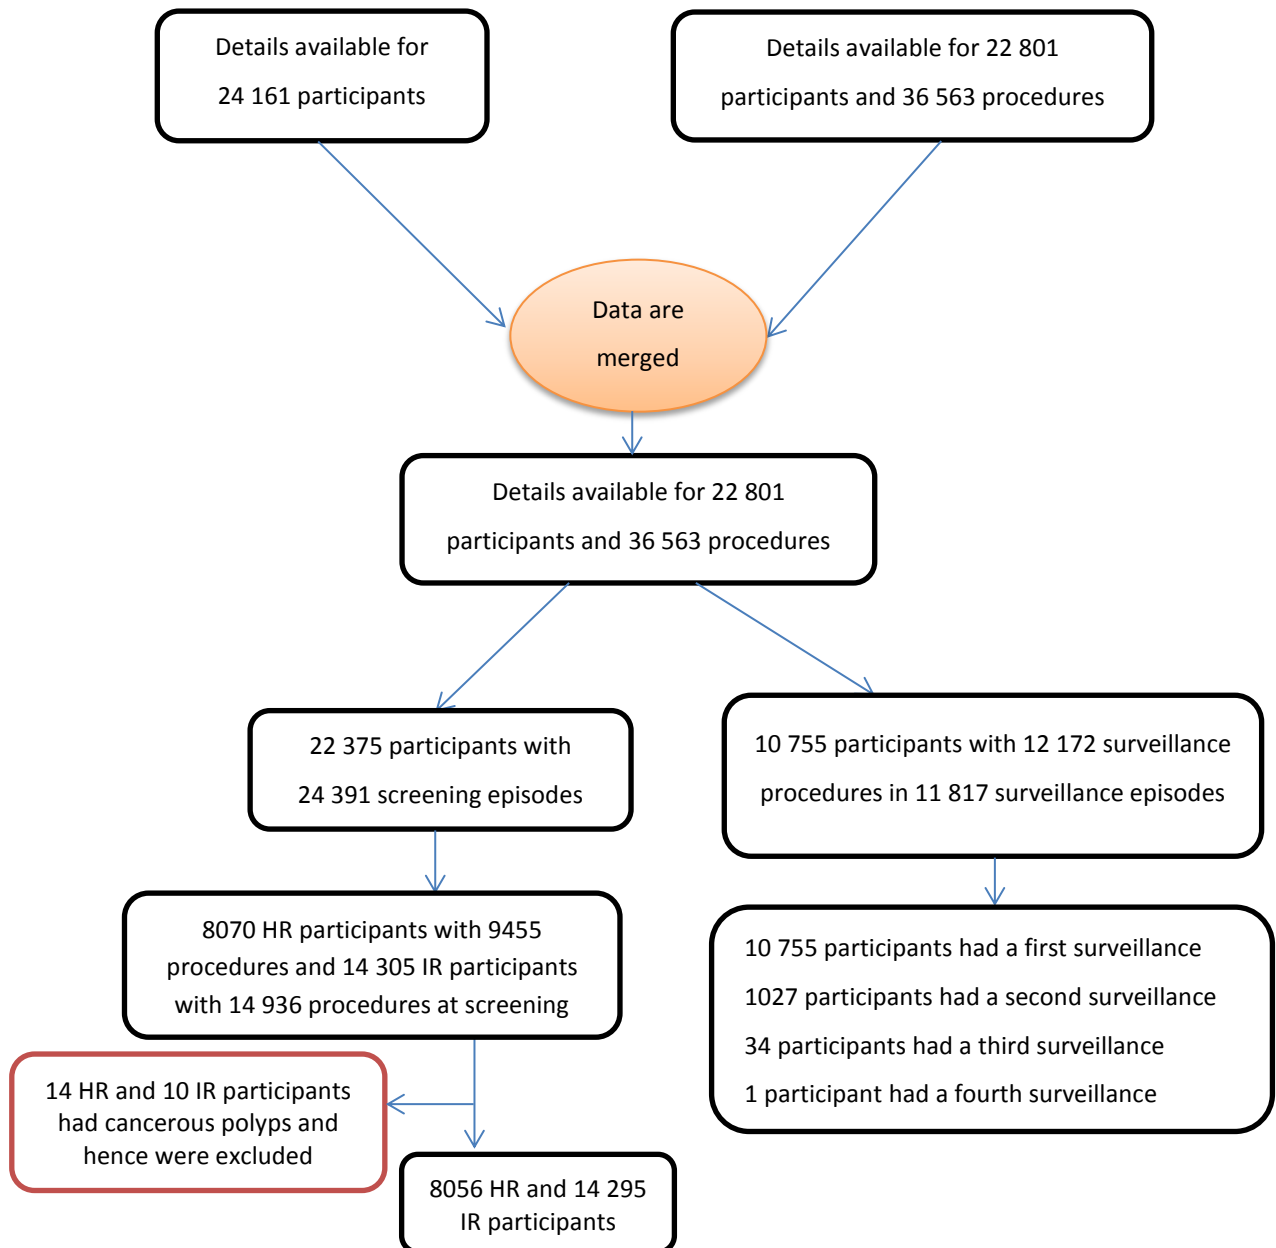 Details available for
24 161 participants
Details available for 22 801
participants and 36 563 procedures
Data are
merged
Details available for 22 801
participants and 36 563 procedures
22 375 participants with
24 391 screening episodes
10 755 participants with 12 172 surveillance
procedures in 11 817 surveillance episodes
8070 HR participants with 9455
procedures and 14 305 IR participants
with 14 936 procedures at screening
10 755 participants had a first surveillance
1027 participants had a second surveillance
34 participants had a third surveillance
1 participant had a fourth surveillance
14 HR and 10 IR participants
had cancerous polyps and
hence were excluded
8056 HR and 14 295
IR participants